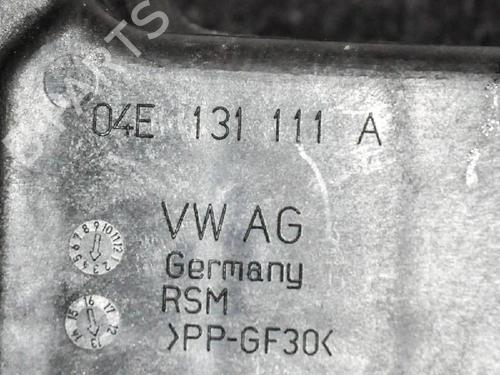 04E 131 111 A
VW AG
Germany
RSM
>PP-GF30<